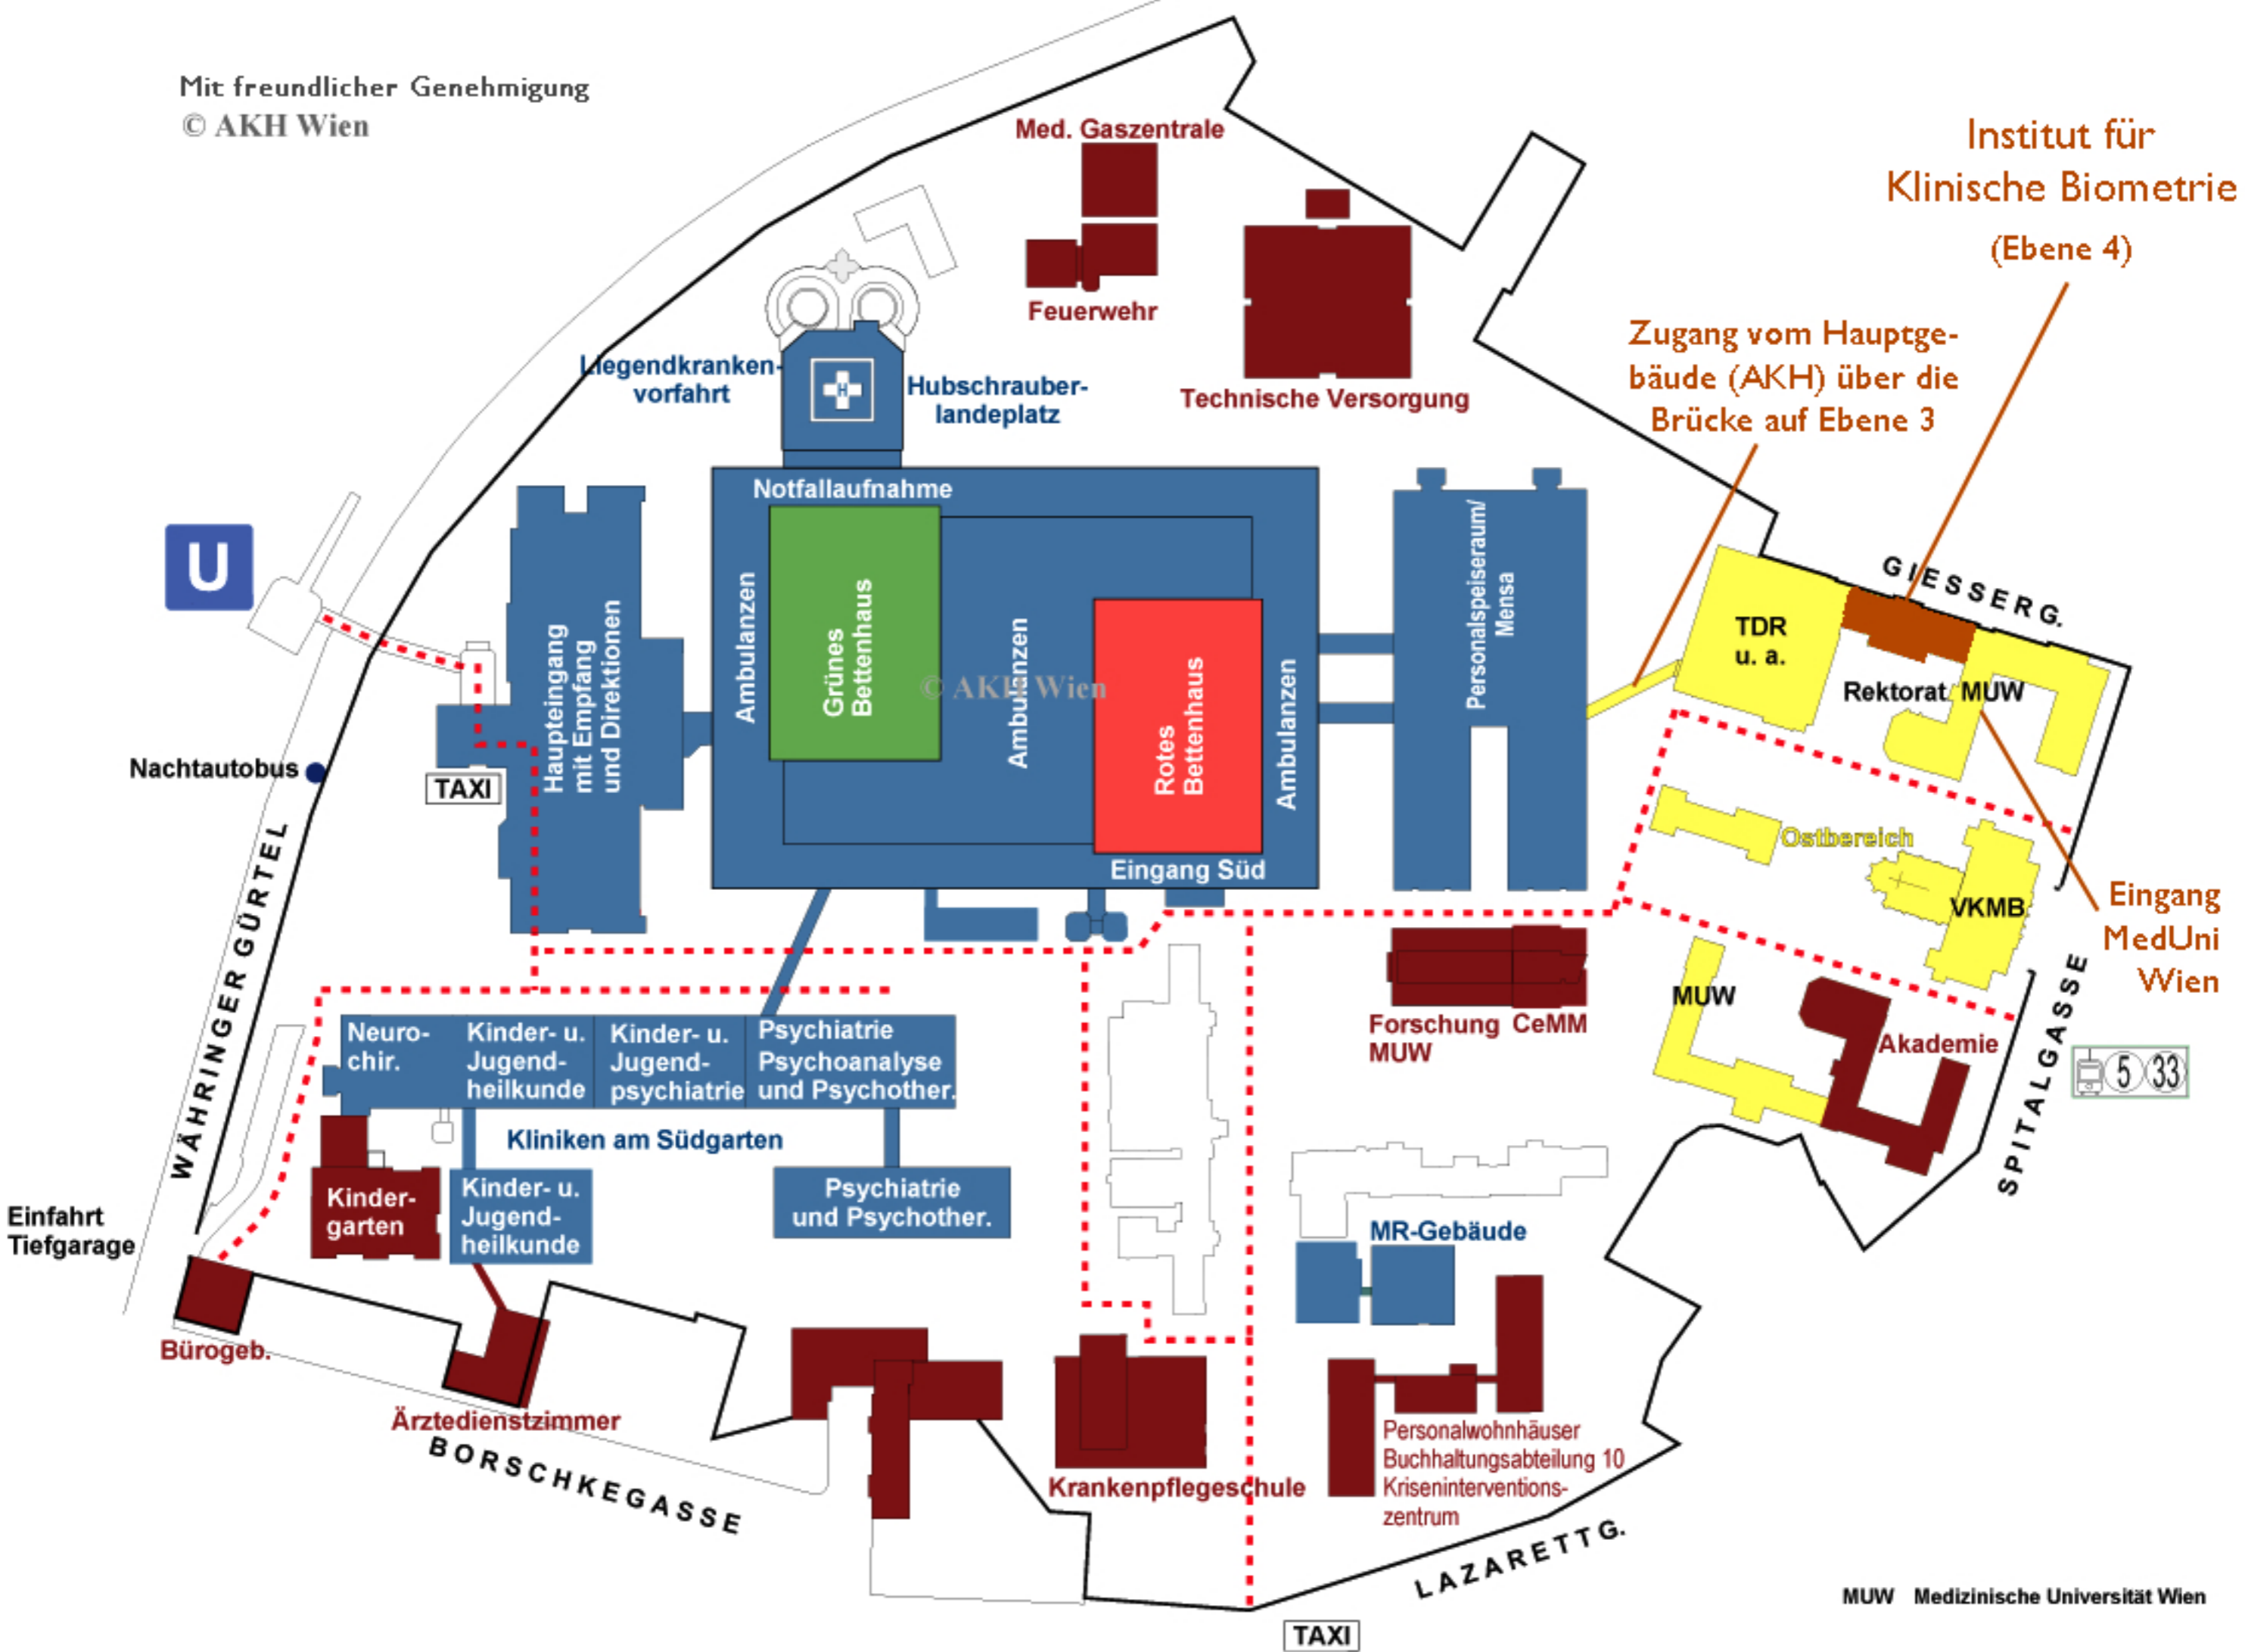 Mit freundlicher Genehmigung
© AKH Wien
Med. Gaszentrale
Feuerwehr
Technische Versorgung
Institut für
Klinische Biometrie
(Ebene 4)
Zugang vom Hauptge-
bäude (AKH) über die
Brücke auf Ebene 3
Liegendkranken-
vorfahrt
H
Hubschrauber-
landeplatz
Notfallaufnahme
U
Haupteingang
mit Empfang
und Direktionen
Ambulanzen
Grünes
Bettenhaus
© AKH Wien
Ambulanzen
Rotes
Bettenhaus
Ambulanzen
Eingang Süd
Personalspeiseraum/
Mensa
GIESSERG.
TDR
u. a.
Rektorat MUW
Nachtautobus
TAXI
WÄHRINGER GÜRTEL
Ostbereich
VKMB
Eingang
MedUni
Wien
MUW
Akademie
SPITALGASSE
5 33
Forschung CeMM
MUW
Neuro-
chir.
Kinder- u.
Jugend-
heilkunde
Kinder- u.
Jugend-
psychiatrie
Psychiatrie
Psychoanalyse
und Psychother.
Kliniken am Südgarten
Kinder-
garten
Kinder- u.
Jugend-
heilkunde
Psychiatrie
und Psychother.
Einfahrt
Tiefgarage
MR-Gebäude
Bürogeb.
Ärztedienstzimmer
BORSCHKEGASSE
Krankenpflegeschule
Personalwohnhäuser
Buchhaltungsabteilung 10
Kriseninterventions-
zentrum
LAZARETTG.
TAXI
MUW Medizinische Universität Wien